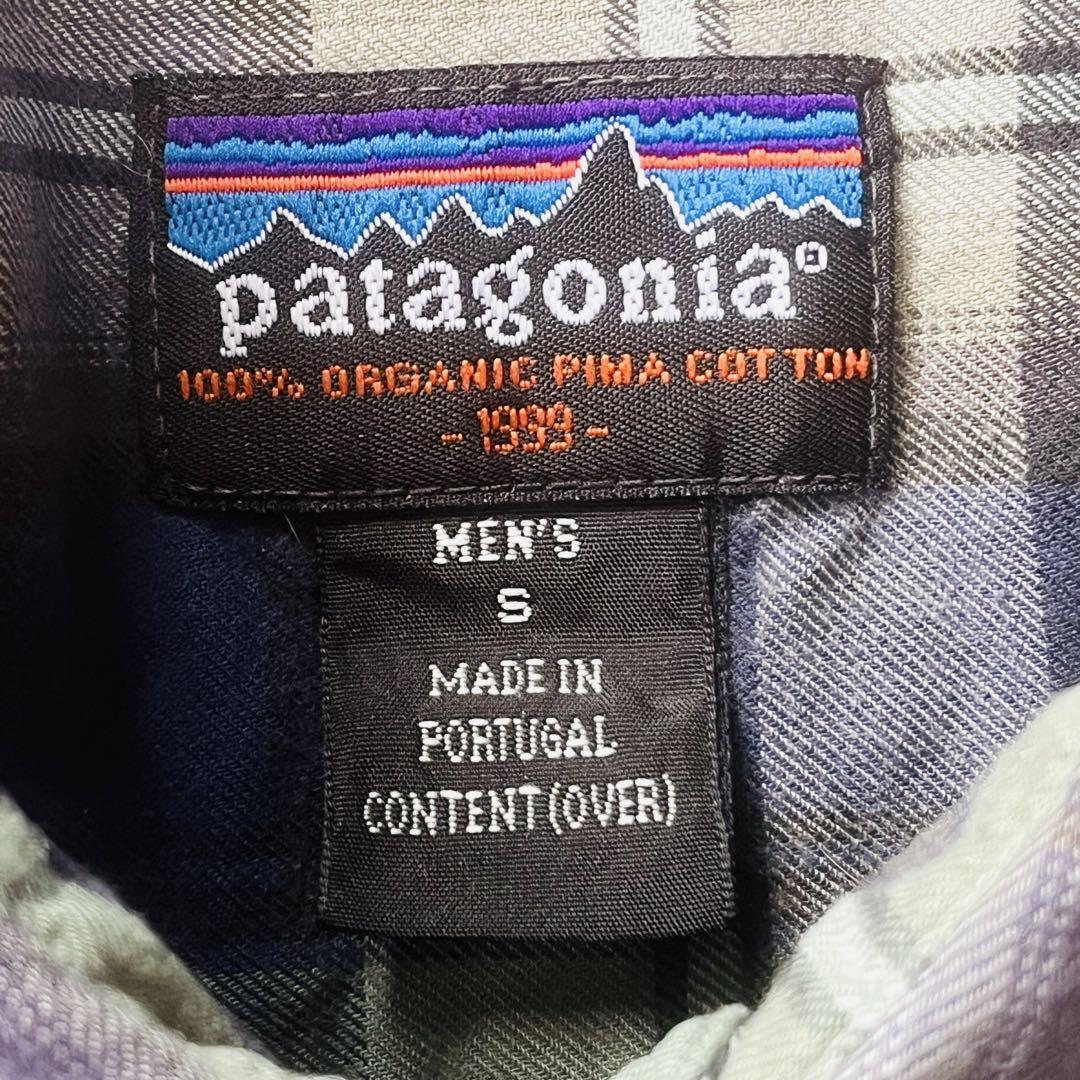 patagonia®
100% ORGANIC PIMA COTTON
- 1999 -
MEN'S
S
MADE IN
PORTUGAL
CONTENT (OVER)